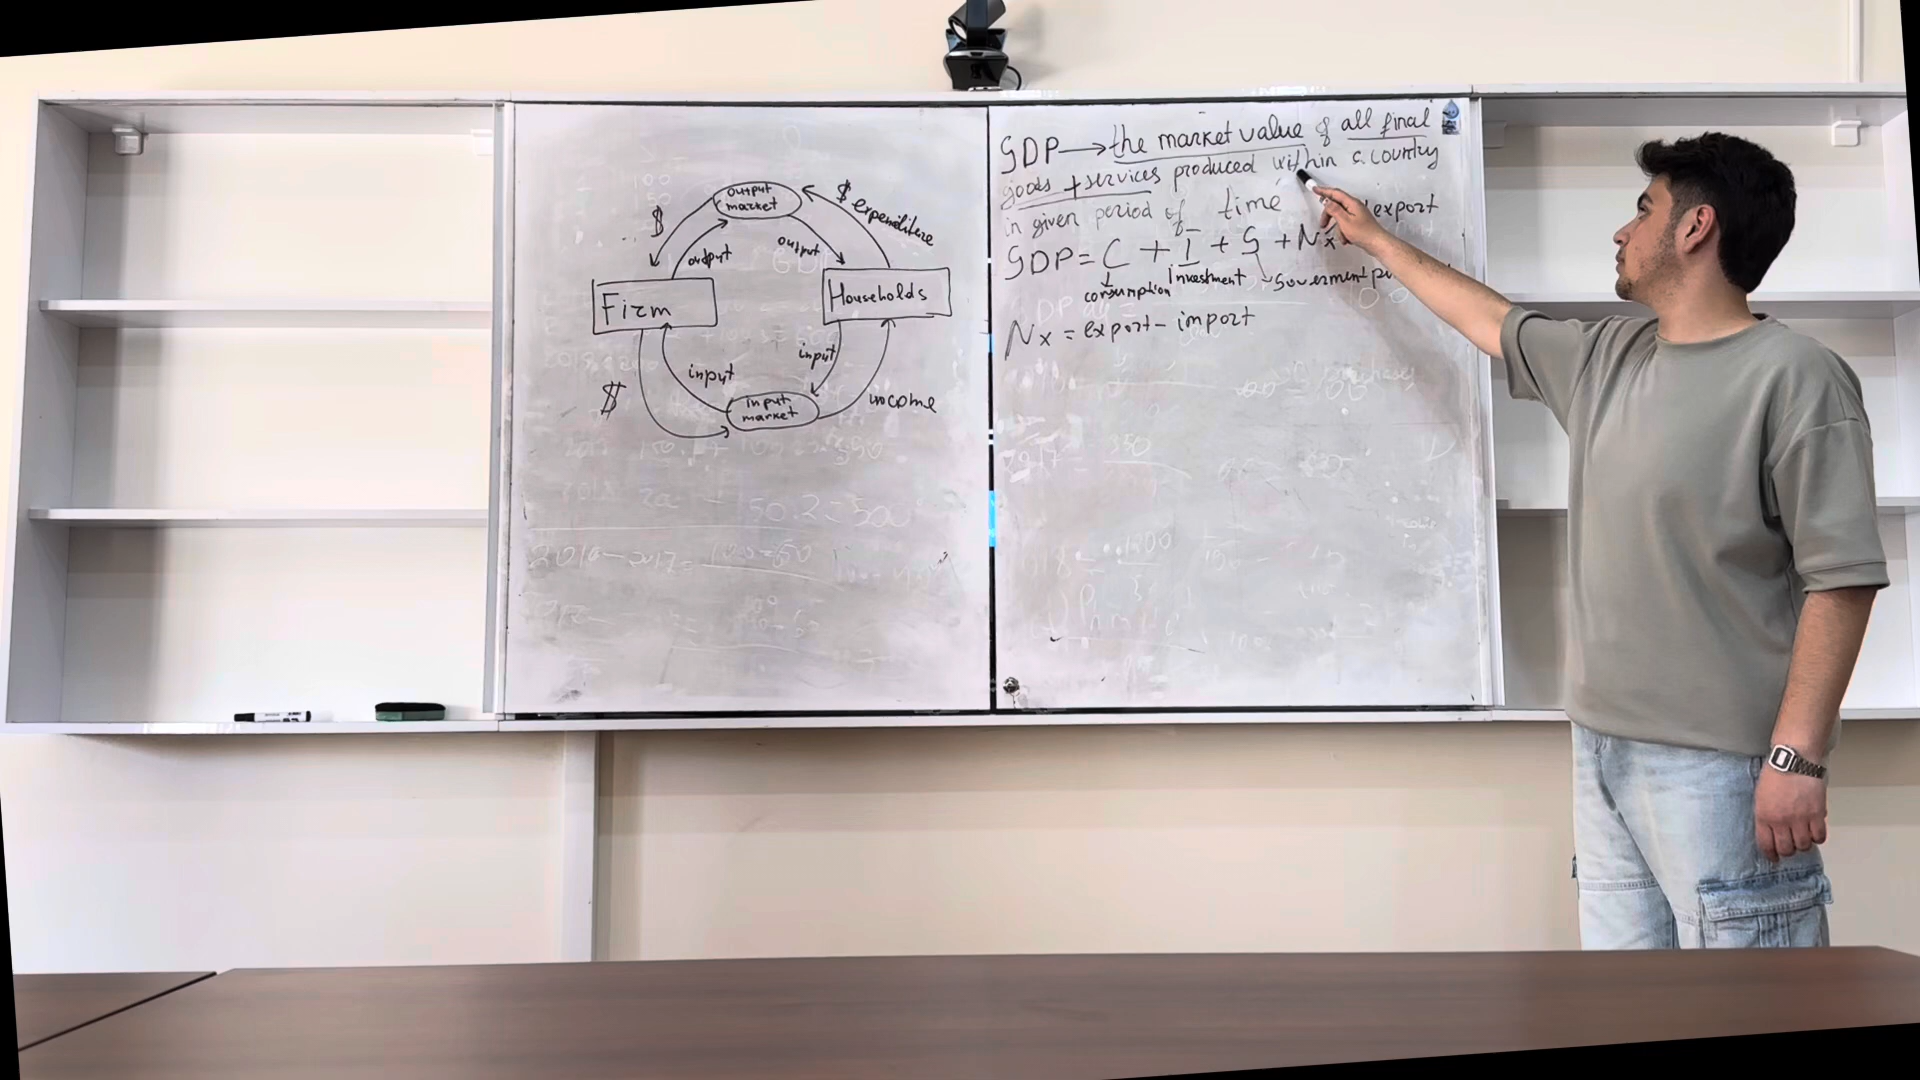 output
market
$
$ expenditure
output
output
Firm
Households
input
input
$
input
market
income
GDP → the market value of all final
goods + services produced within a country
in given period of time
export
GDP = C + I + G + Nx
consumption
Investment
Goverment
Nx = export - import